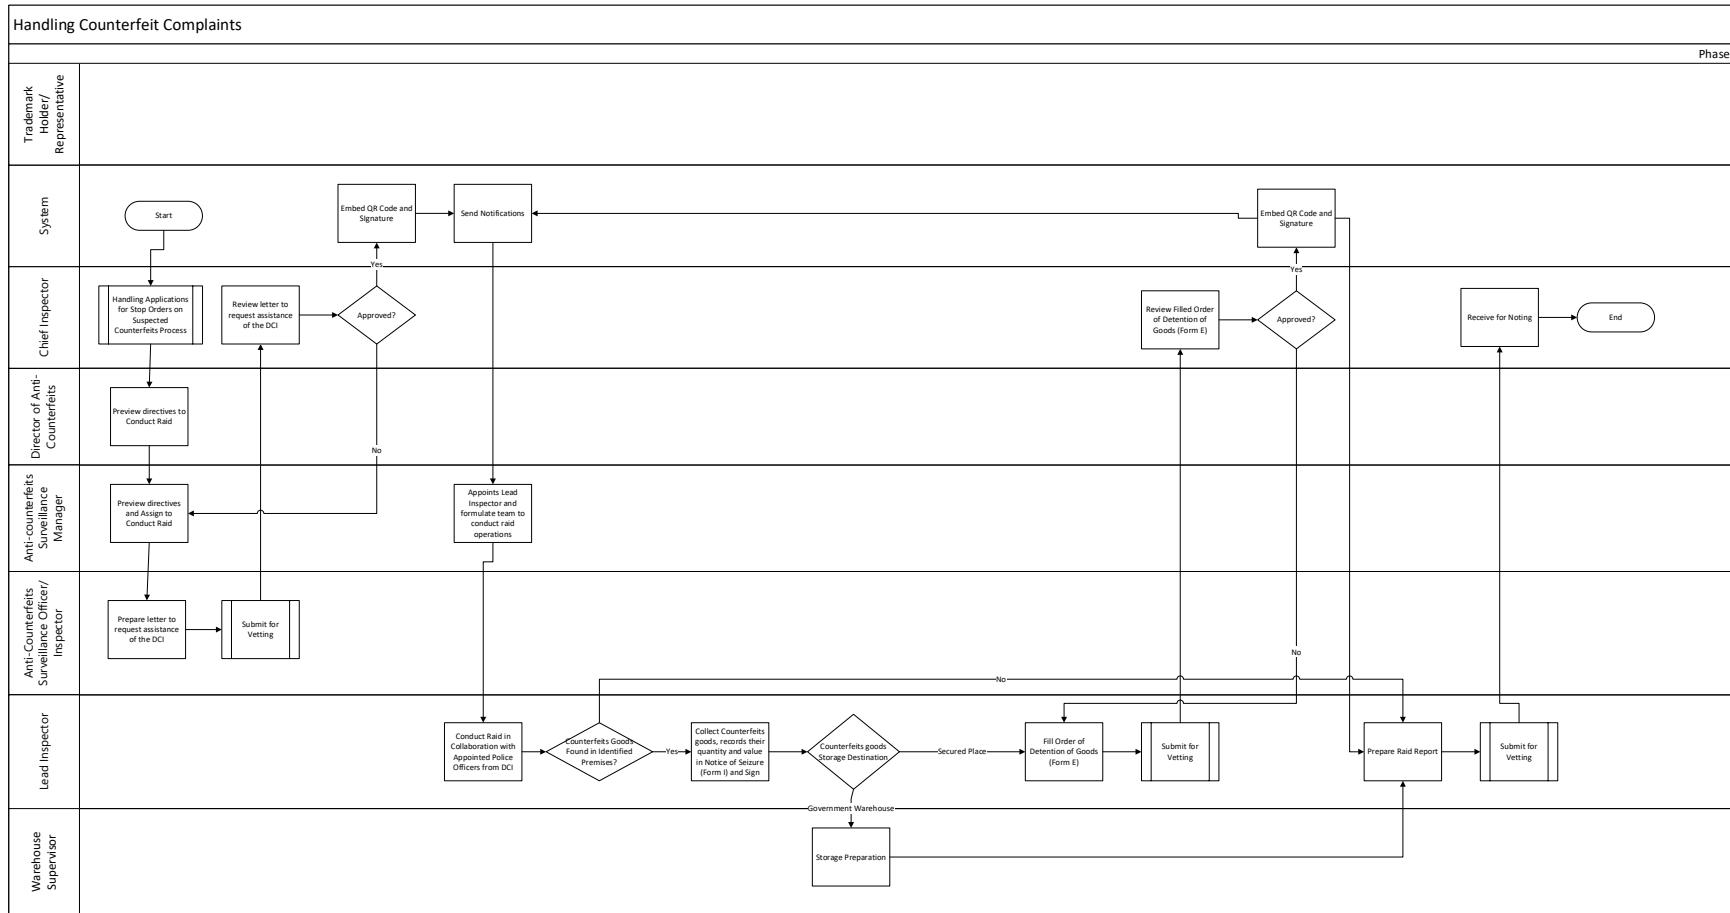 Handling Counterfeit Complaints
Phase
Trademark
Holder/
Representative
System
Start
Embed QR Code and
Signature
Send Notifications
Embed QR Code and
Signature
Yes
Yes
Chief Inspector
Handling Applications
for Stop Orders on
Suspected
Counterfeits Process
Review letter to
request assistance
of the DCI
Approved?
Review Filled Order
of Detention of
Goods (Form E)
Approved?
Receive for Noting
End
Director of Anti-
Counterfeits
Preview directives to
Conduct Raid
No
Anti-counterfeits
Surveillance
Manager
Preview directives
and Assign to
Conduct Raid
Appoints Lead
Inspector and
formulate team to
conduct raid
operations
Anti-Counterfeits
Surveillance Officer/
Inspector
Prepare letter to
request assistance
of the DCI
Submit for
Vetting
No
No
Lead Inspector
Conduct Raid in
Collaboration with
Appointed Police
Officers from DCI
Counterfeits Goods
Found in Identified
Premises?
Yes
Collect Counterfeits
goods, records their
quantity and value
in Notice of Seizure
(Form I) and Sign
Counterfeits goods
Storage Destination
Secured Place
Fill Order of
Detention of Goods
(Form E)
Submit for
Vetting
Prepare Raid Report
Submit for
Vetting
Government Warehouse
Warehouse
Supervisor
Storage Preparation